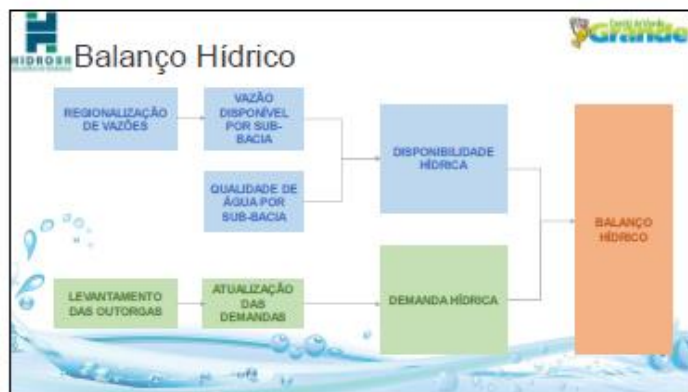 HIDROBR
Balanço Hídrico
Grande
REGIONALIZAÇÃO
DE VAZÕES
VAZÃO
DISPONÍVEL
POR SUB-
BACIA
QUALIDADE DE
ÁGUA POR
SUB-BACIA
DISPONIBILIDADE
HÍDRICA
BALANÇO
HÍDRICO
LEVANTAMENTO
DAS OUTORGAS
ATUALIZAÇÃO
DAS
DEMANDAS
DEMANDA HÍDRICA